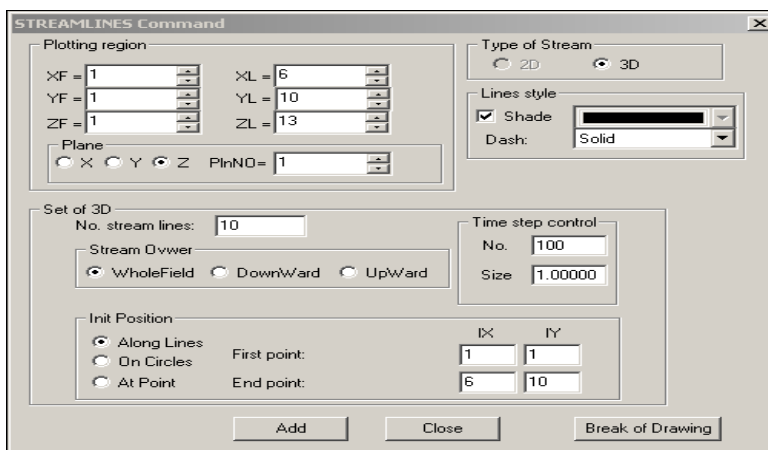 STREAMLINES Command
Plotting region
XF = 1 XL = 6
YF = 1 YL = 10
ZF = 1 ZL = 13
Plane
X Y Z PlnNO= 1
Type of Stream
2D 3D
Lines style
Shade
Dash: Solid
Set of 3D
No. stream lines: 10
Stream Ovwer
WholeField DownWard UpWard
Time step control
No. 100
Size 1.00000
Init Position
IX IY
Along Lines
On Circles
At Point
First point: 1 1
End point: 6 10
Add Close Break of Drawing